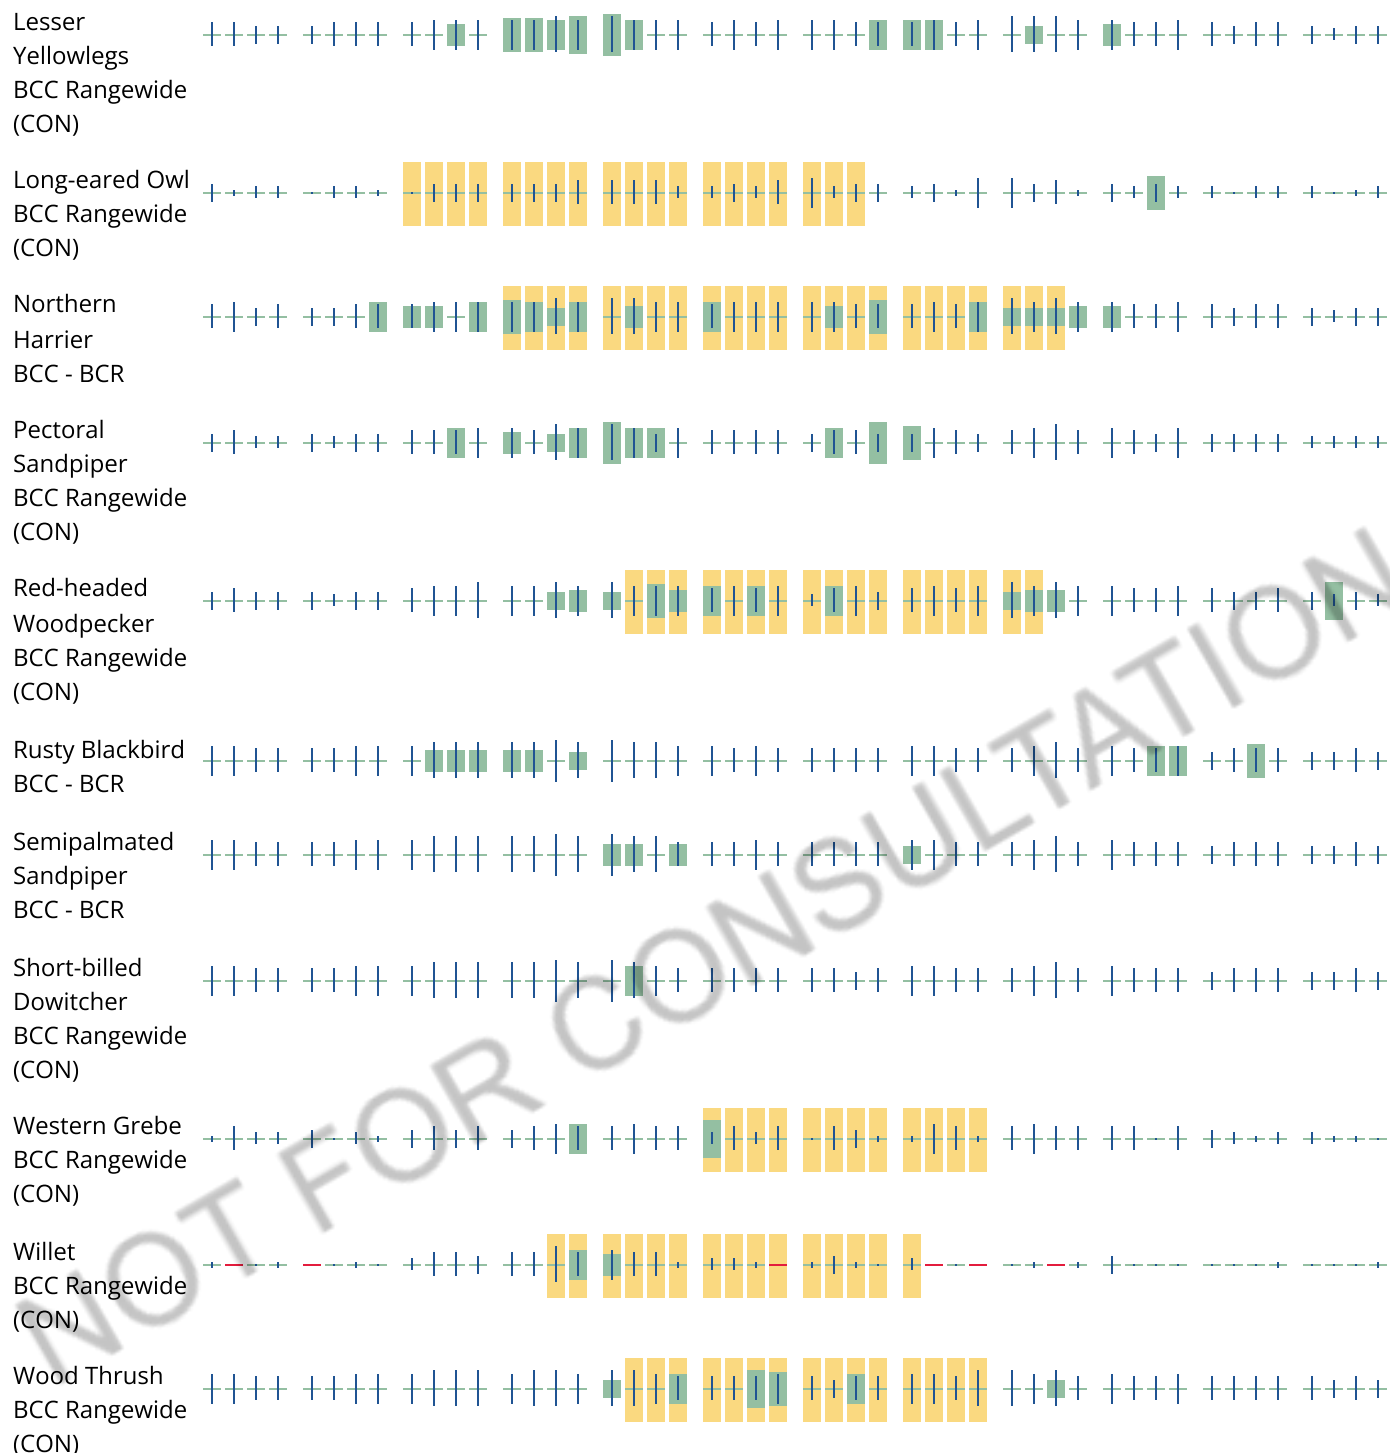 Lesser
Yellowlegs
BCC Rangewide
(CON)
Long-eared Owl
BCC Rangewide
(CON)
Northern
Harrier
BCC - BCR
Pectoral
Sandpiper
BCC Rangewide
(CON)
Red-headed
Woodpecker
BCC Rangewide
(CON)
Rusty Blackbird
BCC - BCR
Semipalmated
Sandpiper
BCC - BCR
Short-billed
Dowitcher
BCC Rangewide
(CON)
Western Grebe
BCC Rangewide
(CON)
Willet
BCC Rangewide
(CON)
Wood Thrush
BCC Rangewide
(CON)
NOT FOR CONSULTATION